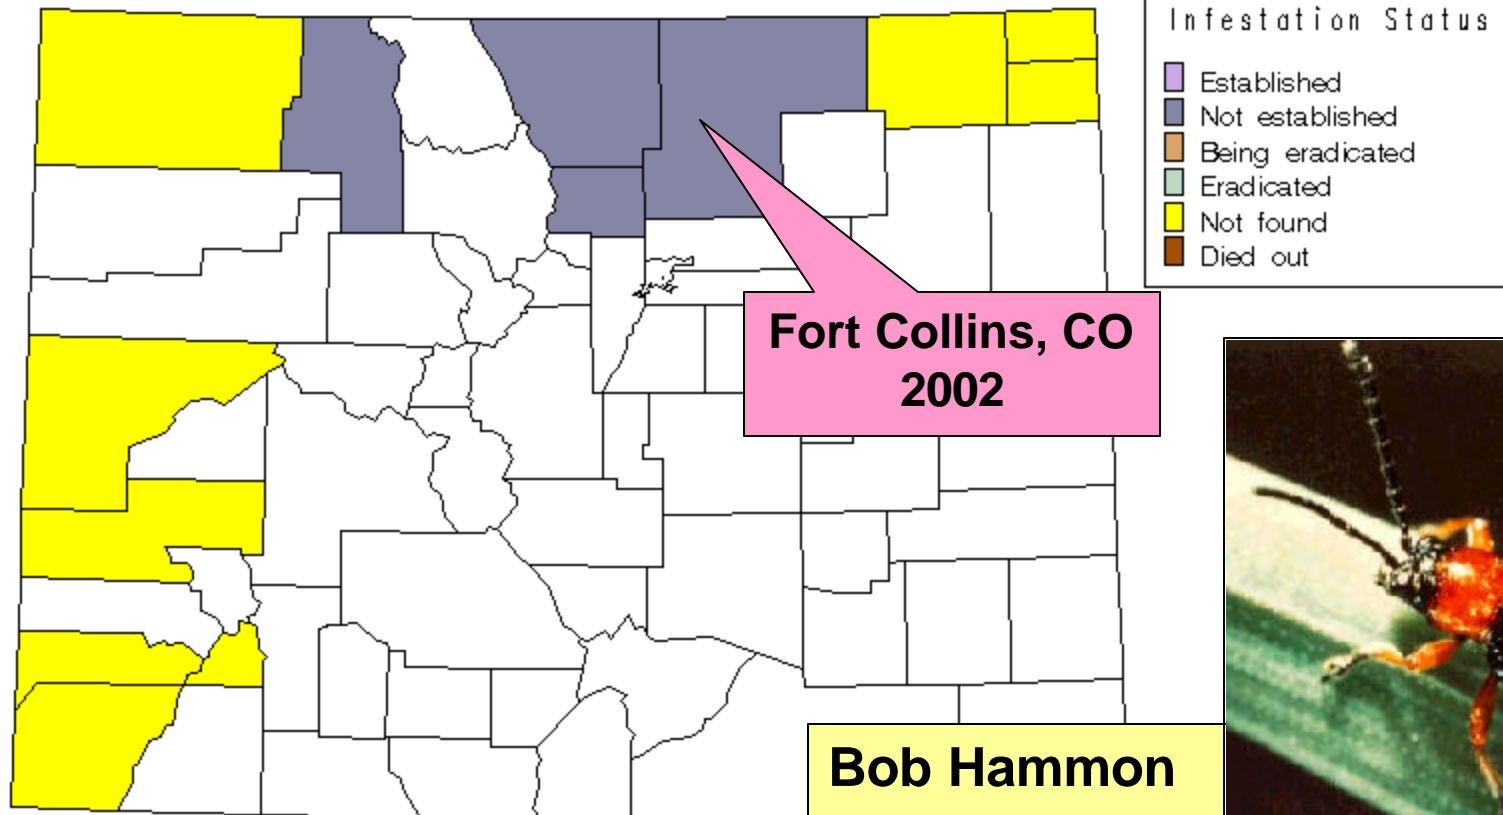 Infestation Status
Established
Not established
Being eradicated
Eradicated
Not found
Died out
Fort Collins, CO
2002
Bob Hammon